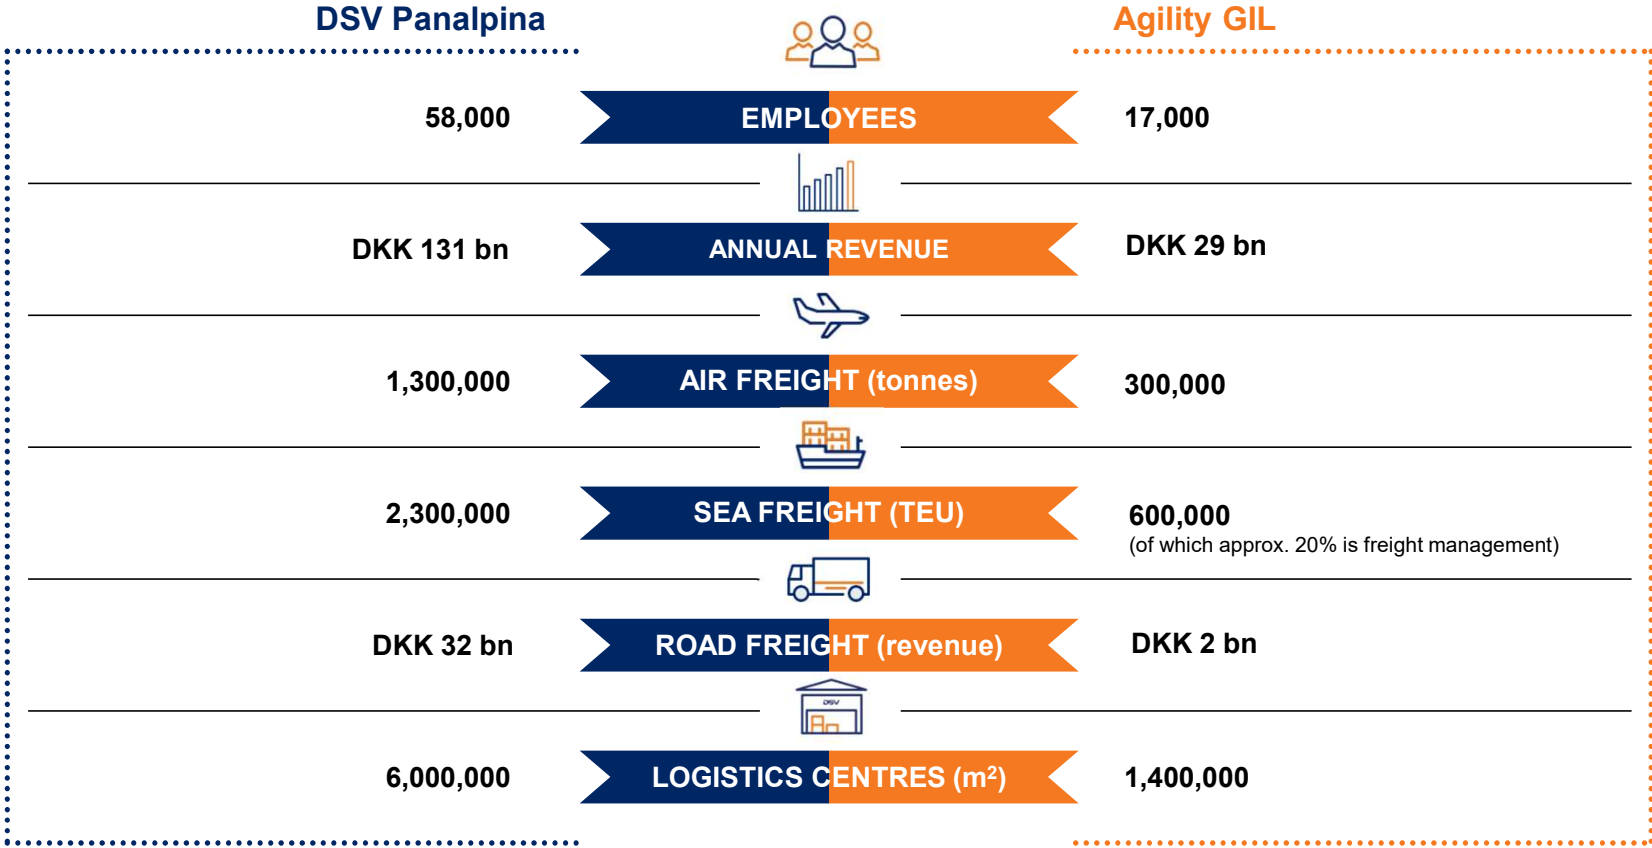 DSV Panalpina
Agility GIL
58,000
EMPLOYEES
17,000
DKK 131 bn
ANNUAL REVENUE
DKK 29 bn
1,300,000
AIR FREIGHT (tonnes)
300,000
2,300,000
SEA FREIGHT (TEU)
600,000
(of which approx. 20% is freight management)
DKK 32 bn
ROAD FREIGHT (revenue)
DKK 2 bn
DSV
6,000,000
LOGISTICS CENTRES (m²)
1,400,000